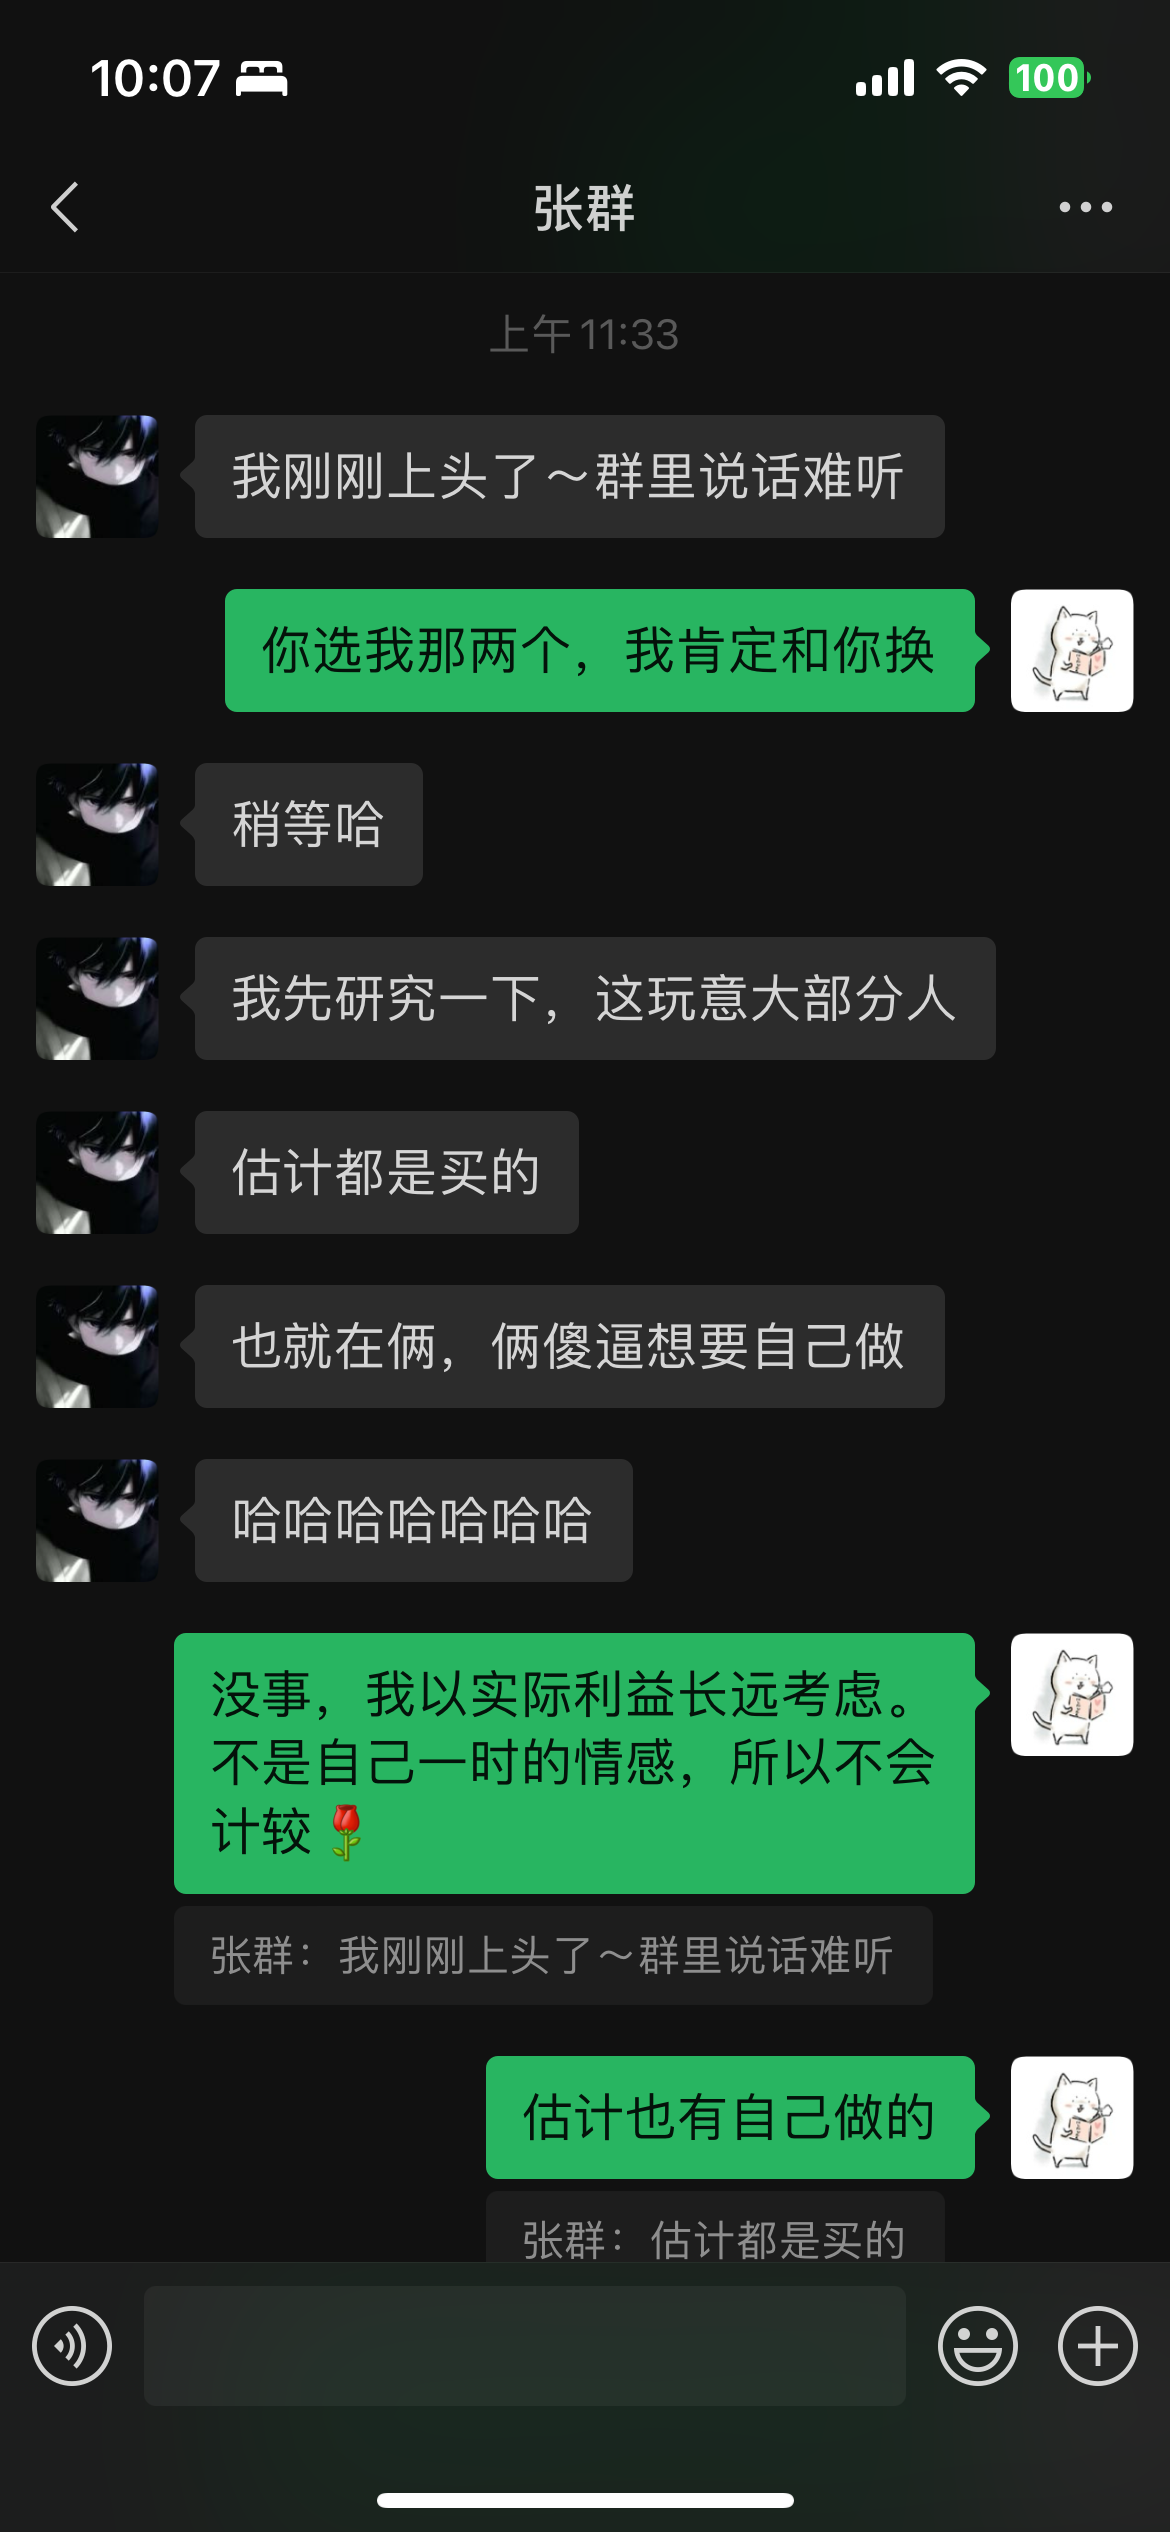 10:07
100
张群
上午 11:33
我刚刚上头了～群里说话难听
你选我那两个，我肯定和你换
稍等哈
我先研究一下，这玩意大部分人
估计都是买的
也就在俩，俩傻逼想要自己做
哈哈哈哈哈哈哈
没事，我以实际利益长远考虑。
不是自己一时的情感，所以不会
计较🌹
张群：我刚刚上头了～群里说话难听
估计也有自己做的
张群：估计都是买的